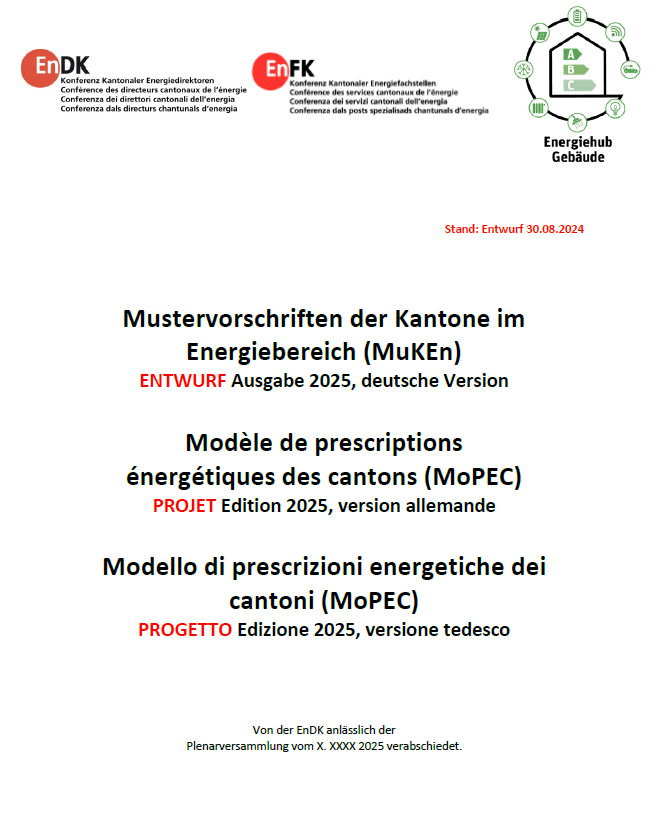 EnDK
Konferenz Kantonaler Energiedirektoren
Conférence des directeurs cantonaux de l'énergie
Conferenza dei direttori cantonali dell'energia
Conferenza dals directurs chantunals d'energia
EnFK
Konferenz Kantonaler Energiefachstellen
Conférence des services cantonaux de l'énergie
Conferenza dei servizi cantonali dell'energia
Conferenza dals posts spezialisads chantunals d'energia
A
B
C
Energiehub
Gebäude
Stand: Entwurf 30.08.2024
Mustervorschriften der Kantone im
Energiebereich (MuKEn)
ENTWURF Ausgabe 2025, deutsche Version
Modèle de prescriptions
énergétiques des cantons (MoPEC)
PROJET Edition 2025, version allemande
Modello di prescrizioni energetiche dei
cantoni (MoPEC)
PROGETTO Edizione 2025, versione tedesco
Von der EnDK anlässlich der
Plenarversammlung vom X. XXXX 2025 verabschiedet.